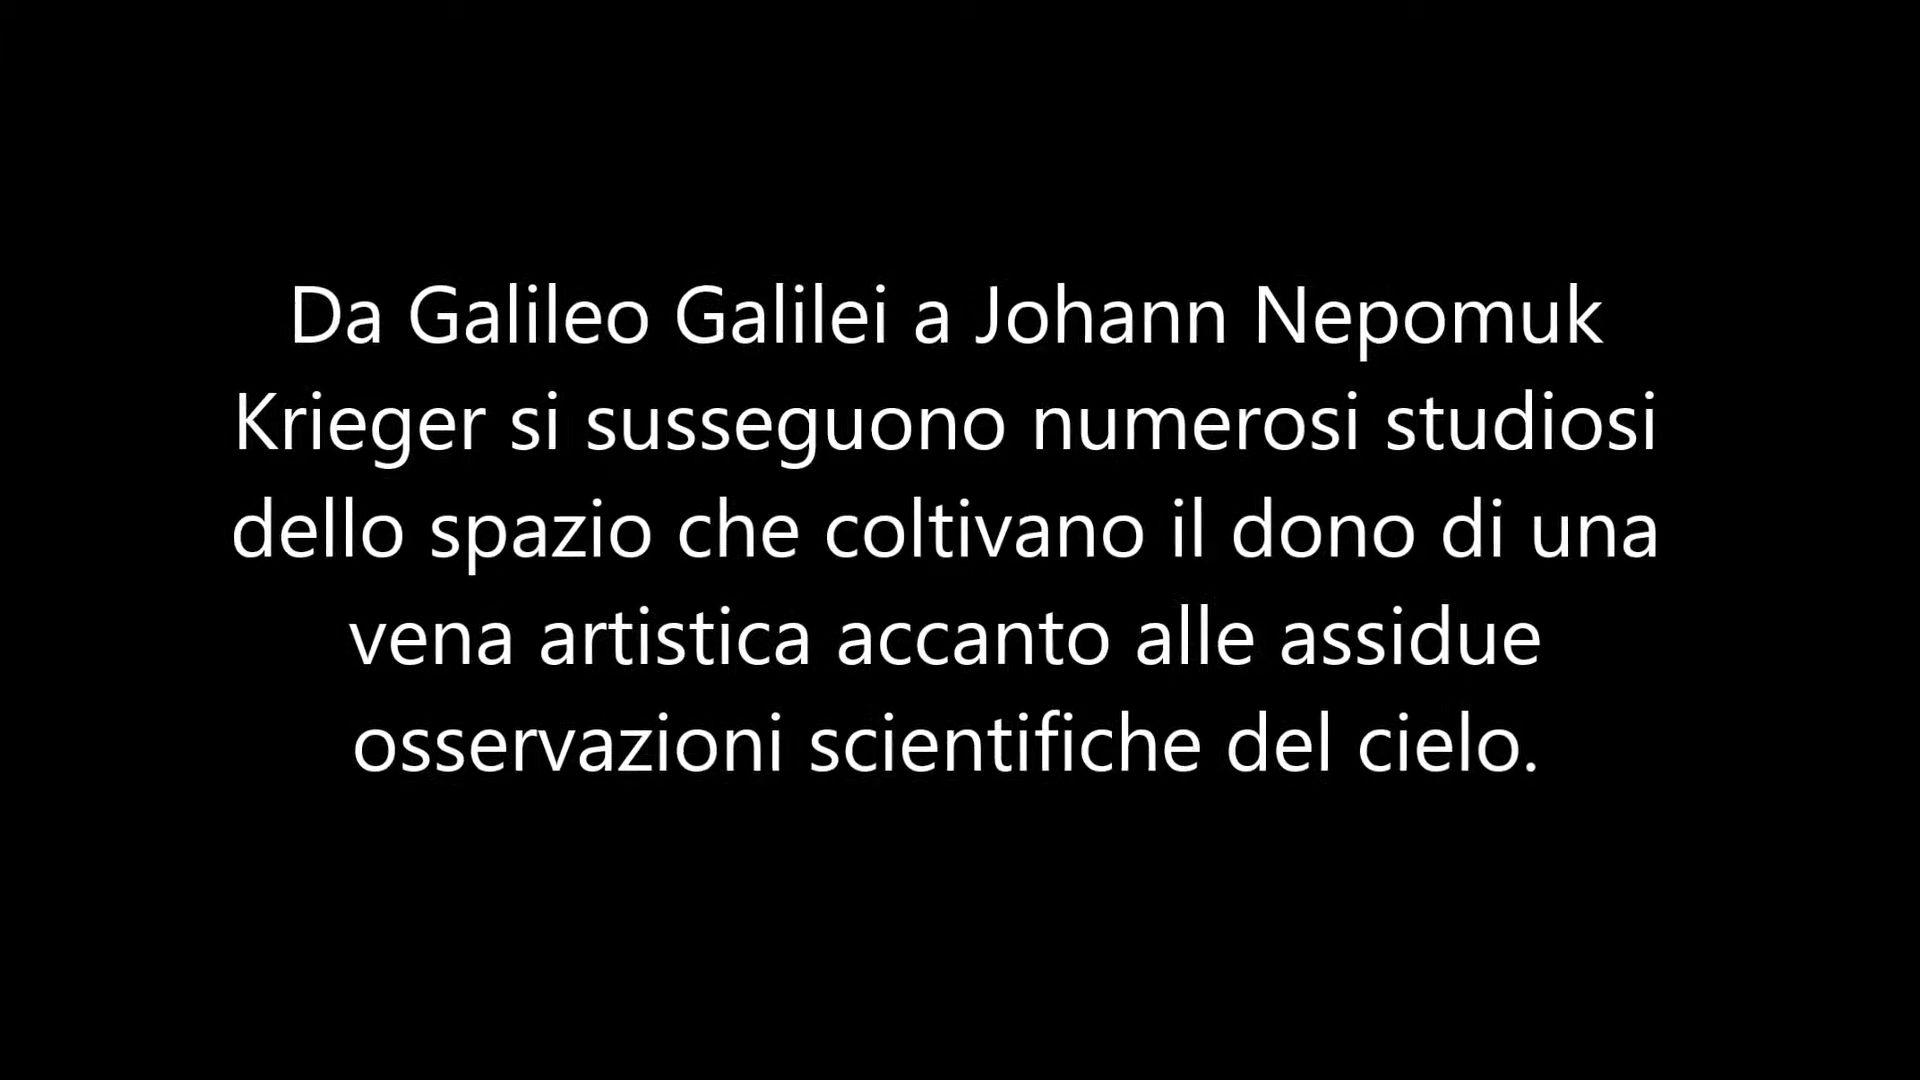 Da Galileo Galilei a Johann Nepomuk
Krieger si susseguono numerosi studiosi
dello spazio che coltivano il dono di una
vena artistica accanto alle assidue
osservazioni scientifiche del cielo.